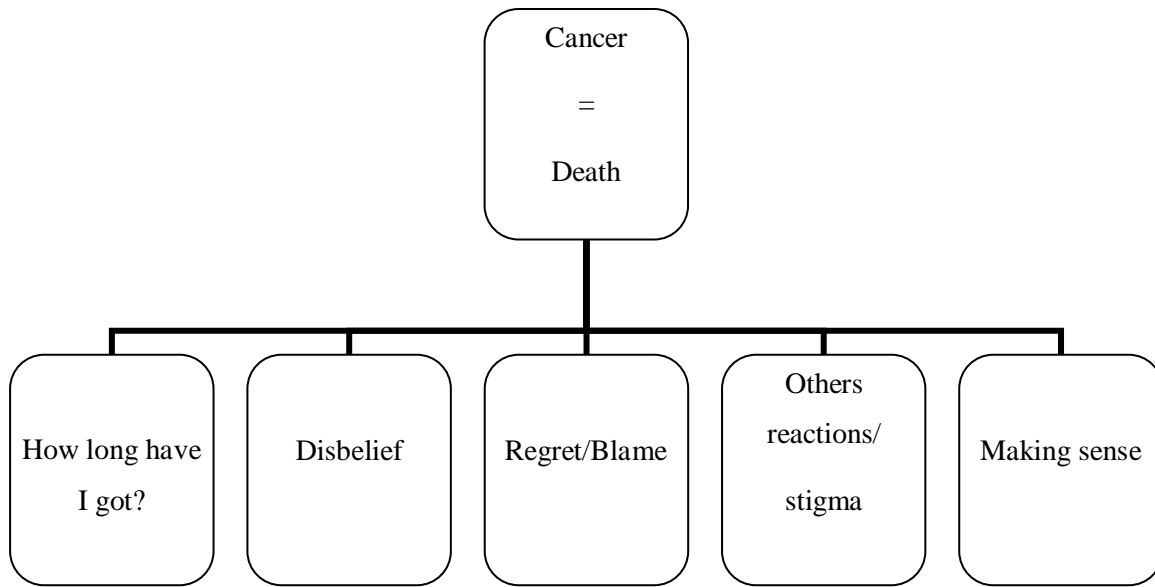 Cancer
=
Death
How long have
I got?
Disbelief
Regret/Blame
Others
reactions/
stigma
Making sense